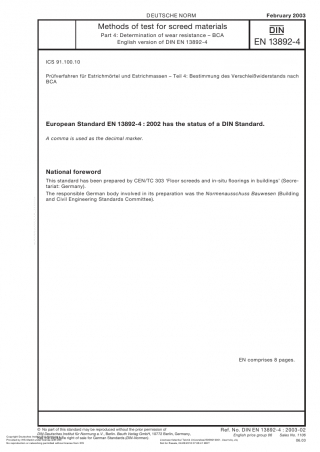 DEUTSCHE NORM
February 2003
Methods of test for screed materials
Part 4: Determination of wear resistance – BCA
English version of DIN EN 13892-4
DIN
EN 13892-4
ICS 91.100.10
Prüfverfahren für Estrichmörtel und Estrichmassen – Teil 4: Bestimmung des Verschleißwiderstands nach
BCA
European Standard EN 13892-4 : 2002 has the status of a DIN Standard.
A comma is used as the decimal marker.
National foreword
This standard has been prepared by CEN/TC 303 ‘Floor screeds and in-situ floorings in buildings’ (Secre-
tariat: Germany).
The responsible German body involved in its preparation was the Normenausschuss Bauwesen (Building
and Civil Engineering Standards Committee).
EN comprises 8 pages.
© No part of this standard may be reproduced without the prior permission of
DIN Deutsches Institut für Normung e. V., Berlin. Beuth Verlag GmbH, 10772 Berlin, Germany,
right of sale for German Standards (DIN-Normen).
Ref. No. DIN EN 13892-4 : 2003-02
English price group 08 Sales No. 1108
06.03